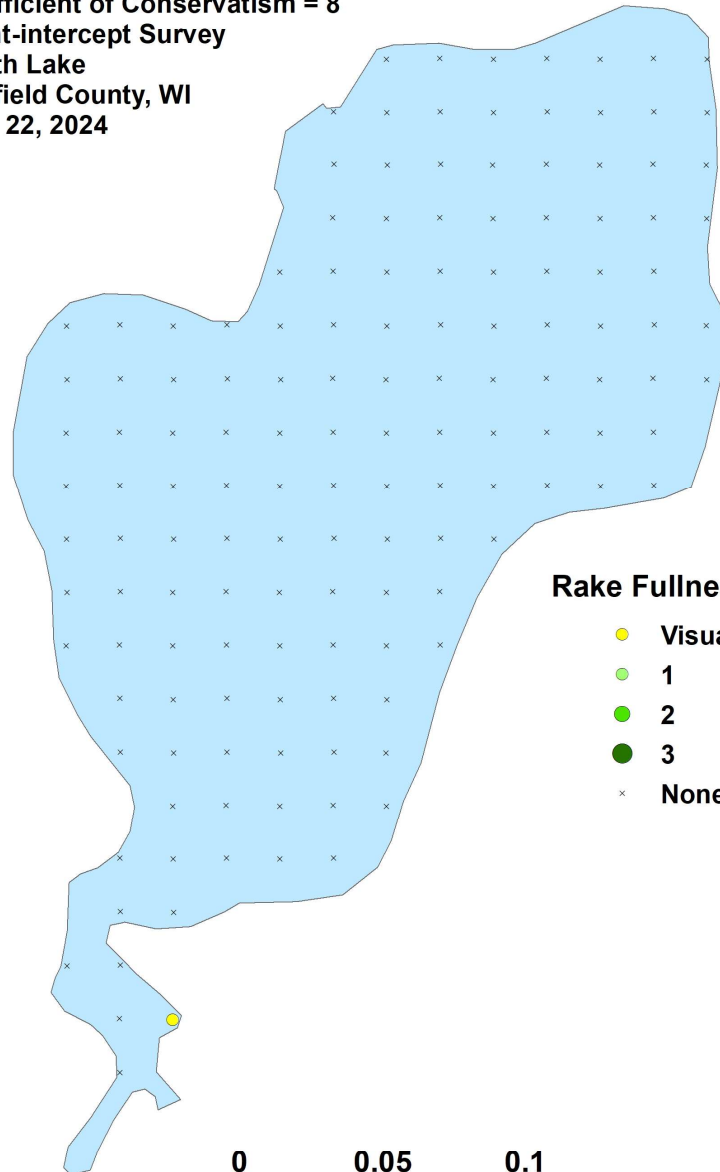 fficient of Conservatism = 8
t-intercept Survey
th Lake
field County, WI
22, 2024
Rake Fullne
Visua
1
2
3
None
0 0.05 0.1